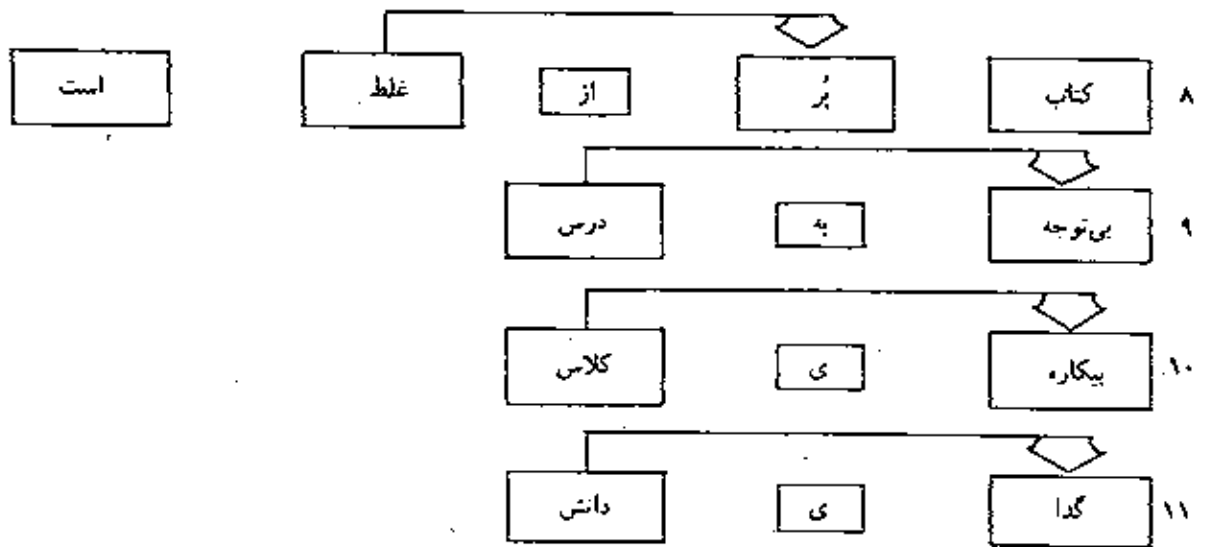 ۸ کتاب پُر از غلط است
۹ بی‌توجه به درس
۱۰ بیکاره ی کلاس
۱۱ گدا ی دانش